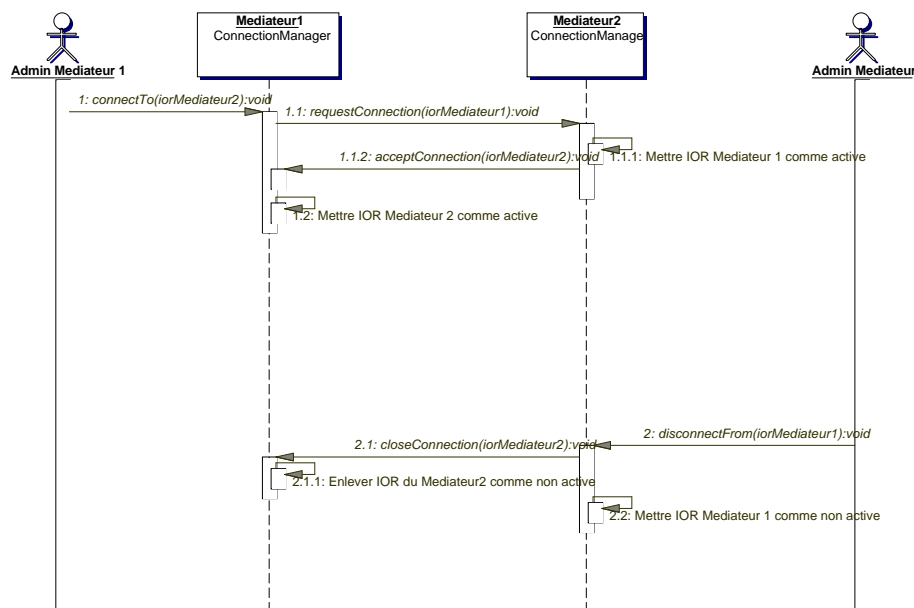 Mediateur1
ConnectionManager
Mediateur2
ConnectionManage
Admin Mediateur 1
Admin Mediateur
1: connectTo(iorMediateur2):void
1.1: requestConnection(iorMediateur1):void
1.1.2: acceptConnection(iorMediateur2):void
1.1.1: Mettre IOR Mediateur 1 comme active
1.2: Mettre IOR Mediateur 2 comme active
2: disconnectFrom(iorMediateur1):void
2.1: closeConnection(iorMediateur2):void
2.1.1: Enlever IOR du Mediateur2 comme non active
2.2: Mettre IOR Mediateur 1 comme non active